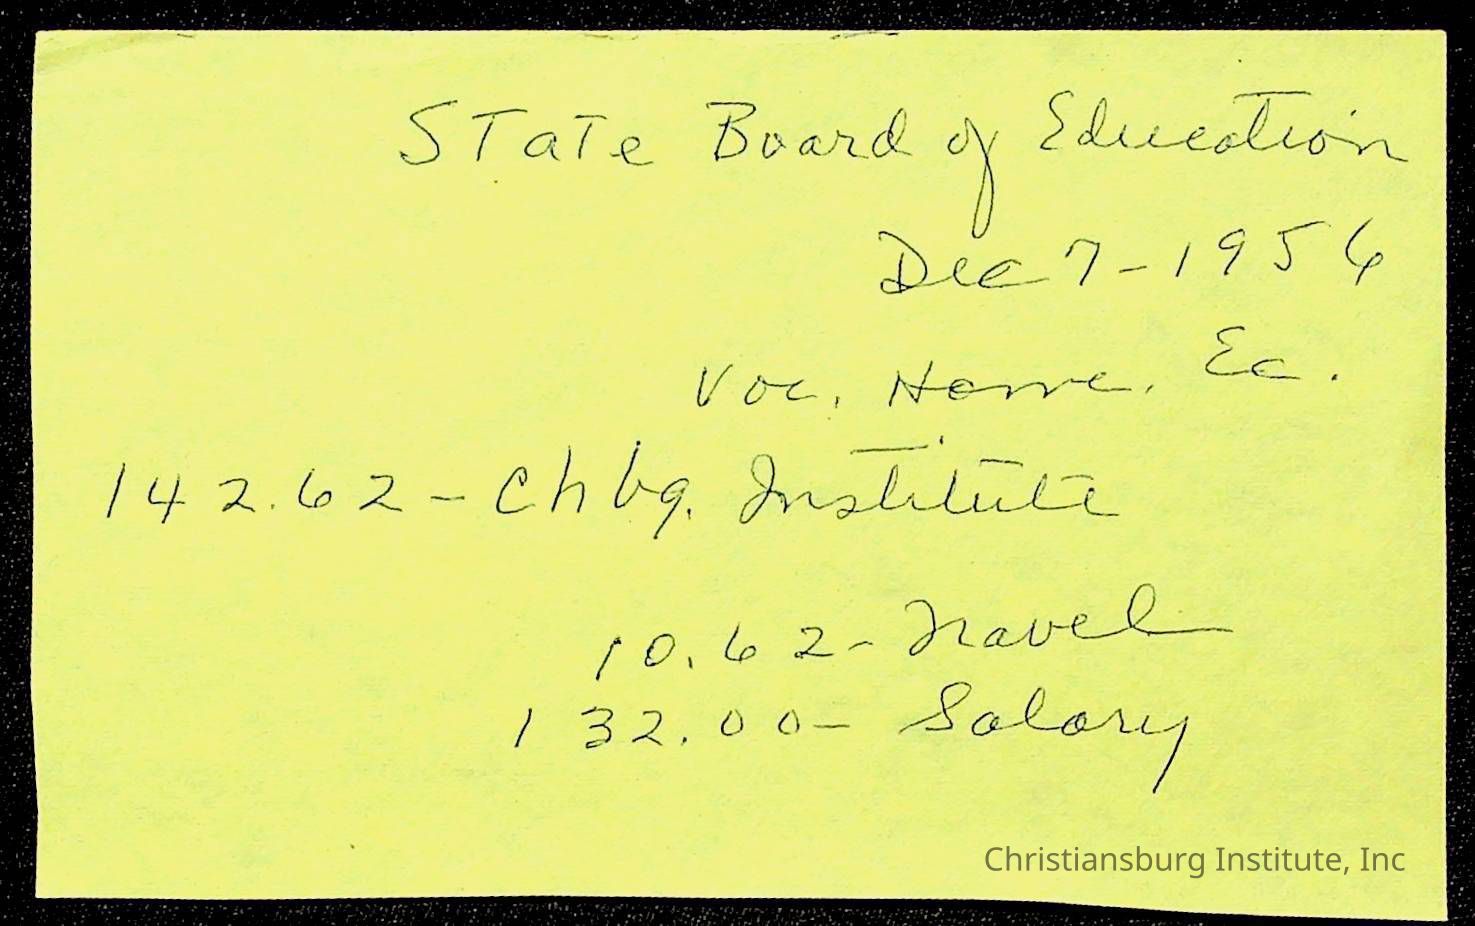 State Board of Education
Dec 7-1956
Voc. Home. Ec.
142.62-Chbg. Institute
10.62-Travel
132.00-Salary
Christiansburg Institute, Inc